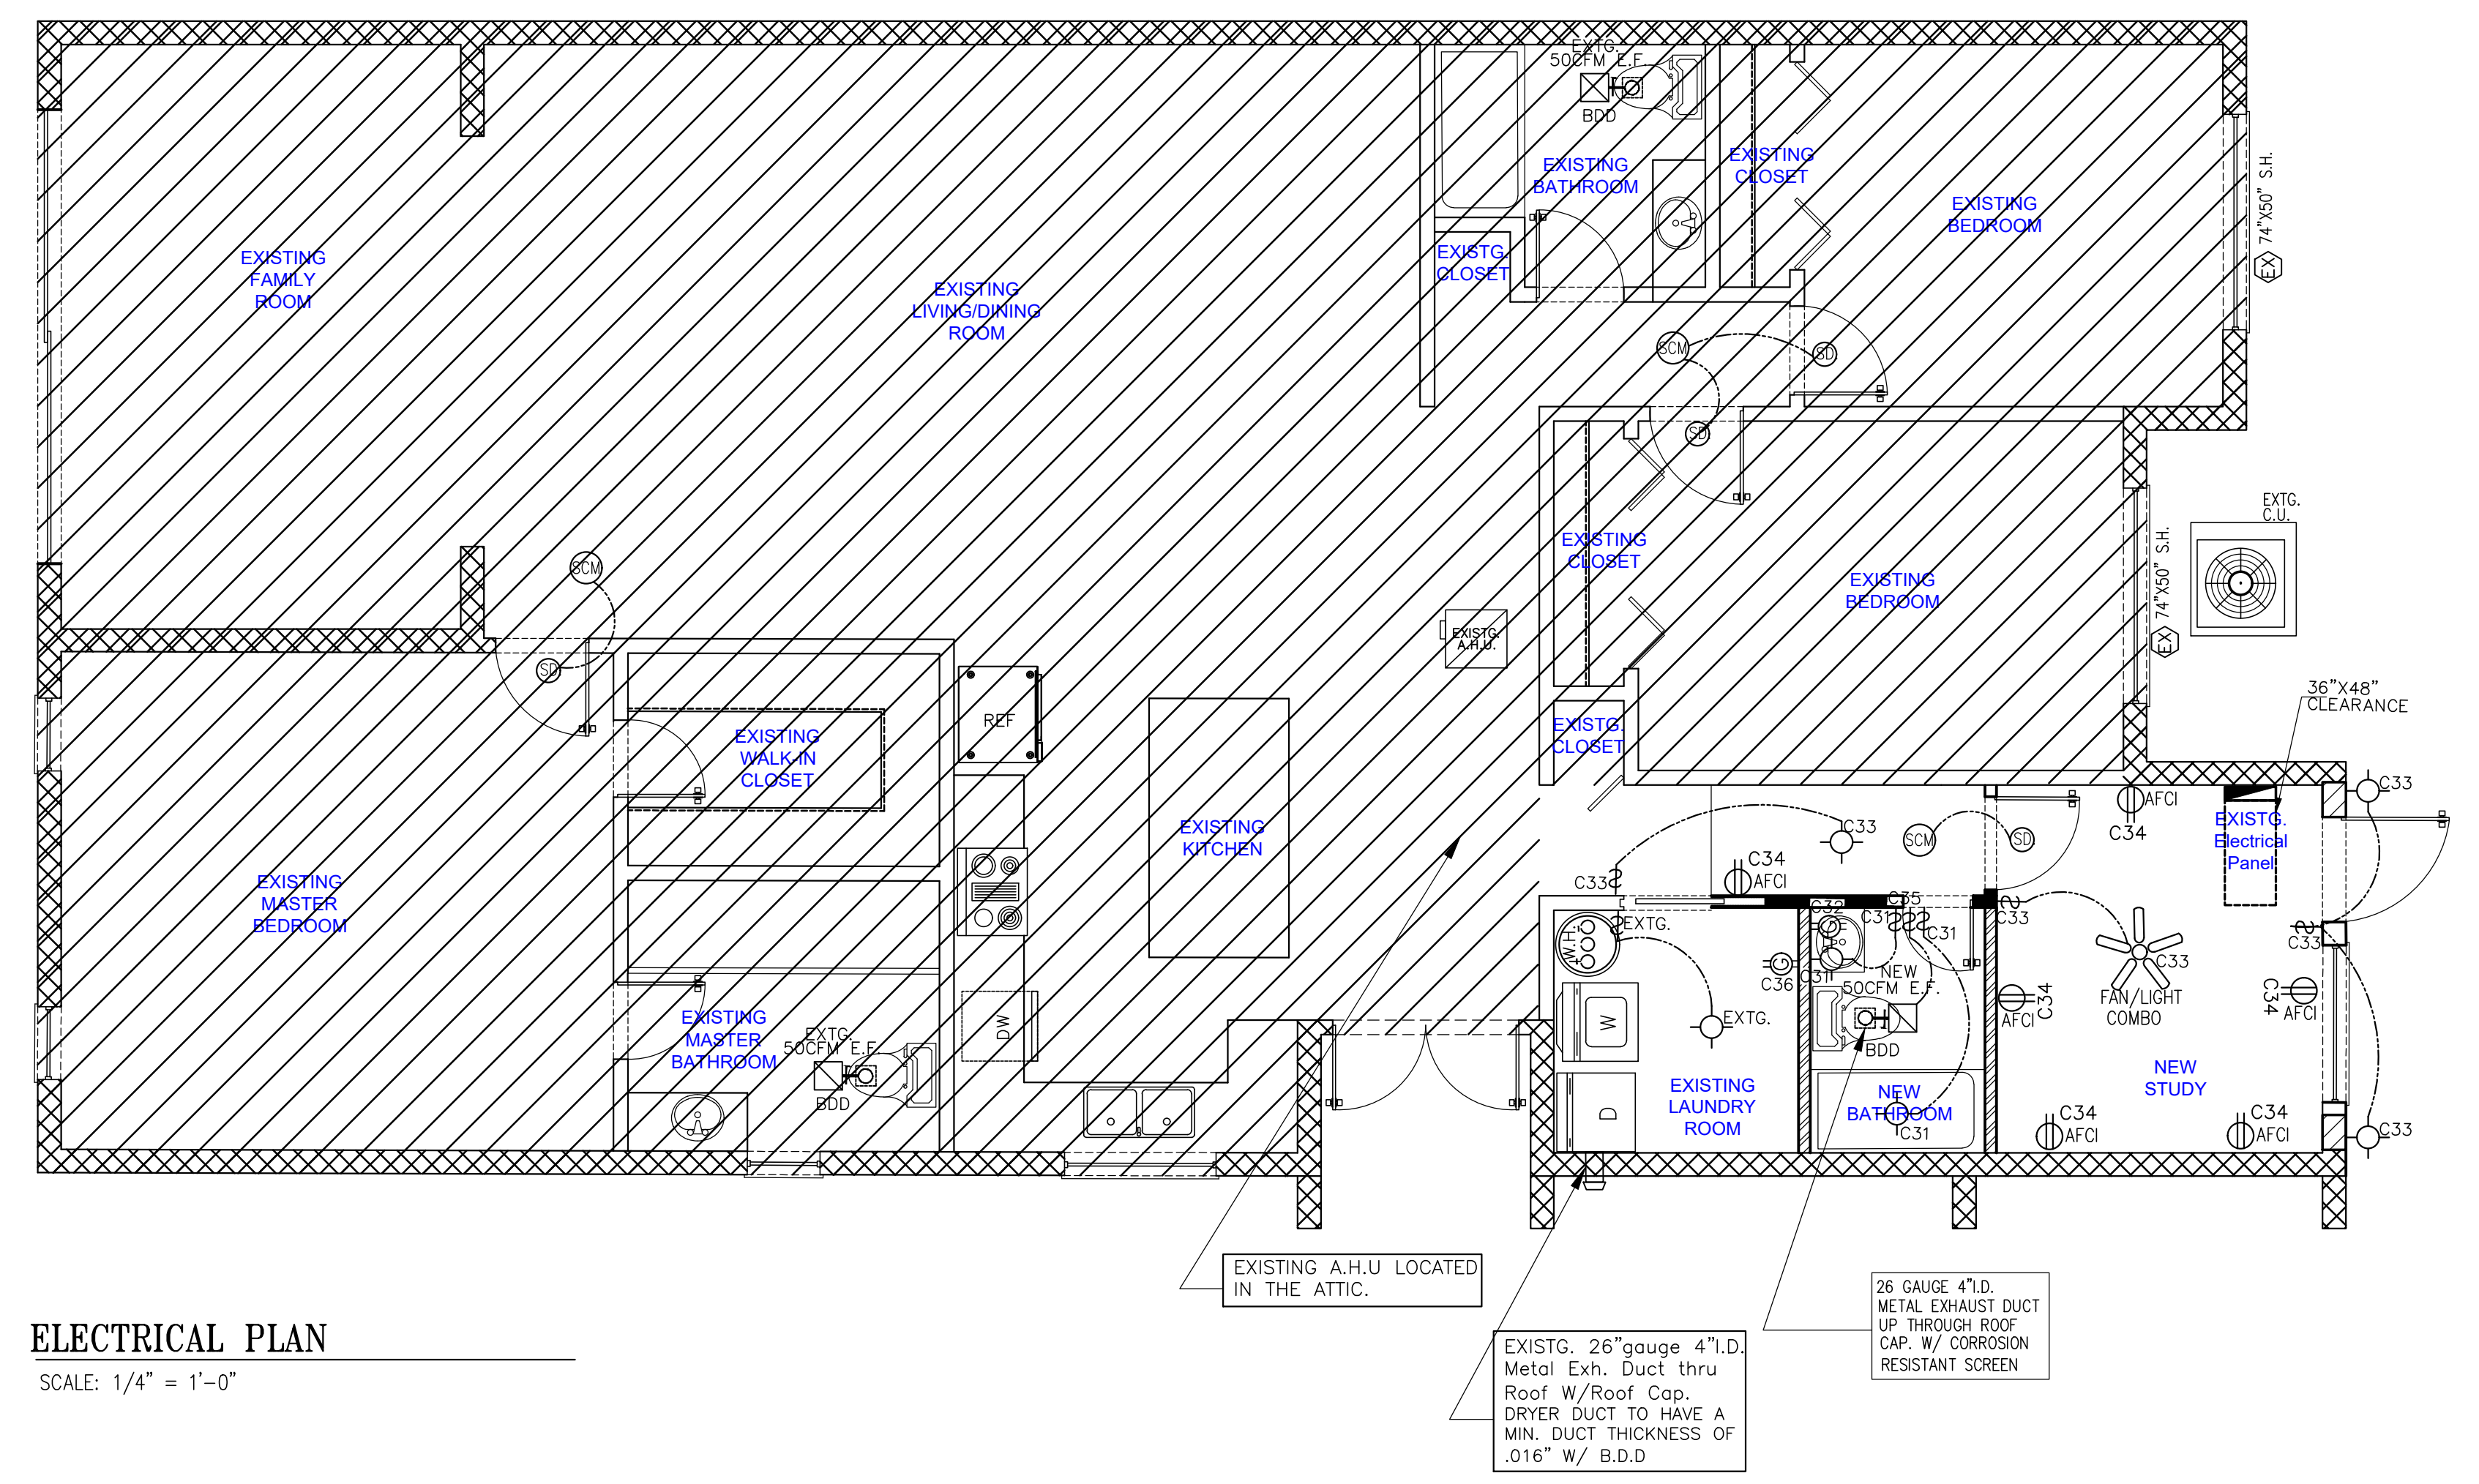 EXTG.
50CFM E.F.
BDD
EXISTING
BATHROOM
EXISTING
CLOSET
EXISTING
BEDROOM
EX 74"X50" S.H.
EXISTING
FAMILY
ROOM
EXISTING
LIVING/DINING
ROOM
EXISTG.
CLOSET
SCM
SD.
SD.
EXISTING
CLOSET
EXISTING
BEDROOM
EX 74"X50" S.H.
EXTG.
C.U.
SCM
SD.
EXISTG.
A.H.U.
36"X48"
CLEARANCE
REF
EXISTING
WALK-IN
CLOSET
EXISTG.
CLOSET
EXISTING
KITCHEN
EXISTING
MASTER
BEDROOM
C33
AFCI
C34
EXISTG.
Electrical
Panel
C33
SCM
SD.
C34
AFCI
C33
W.H.
EXTG.
C32
C31
C35
C31
C33
C33
C33
FAN/LIGHT
COMBO
C36
C31
NEW
50CFM E.F.
BDD
C34
AFCI
C34
AFCI
EXISTING
MASTER
BATHROOM
EXTG.
50CFM E.F.
BDD
DW
W
D
EXTG.
EXISTING
LAUNDRY
ROOM
NEW
BATHROOM
C31
NEW
STUDY
C34
AFCI
C34
AFCI
C33
EXISTING A.H.U LOCATED
IN THE ATTIC.
26 GAUGE 4"I.D.
METAL EXHAUST DUCT
UP THROUGH ROOF
CAP. W/ CORROSION
RESISTANT SCREEN
EXISTG. 26"gauge 4"I.D.
Metal Exh. Duct thru
Roof W/Roof Cap.
DRYER DUCT TO HAVE A
MIN. DUCT THICKNESS OF
.016" W/ B.D.D
ELECTRICAL PLAN
SCALE: 1/4" = 1'-0"